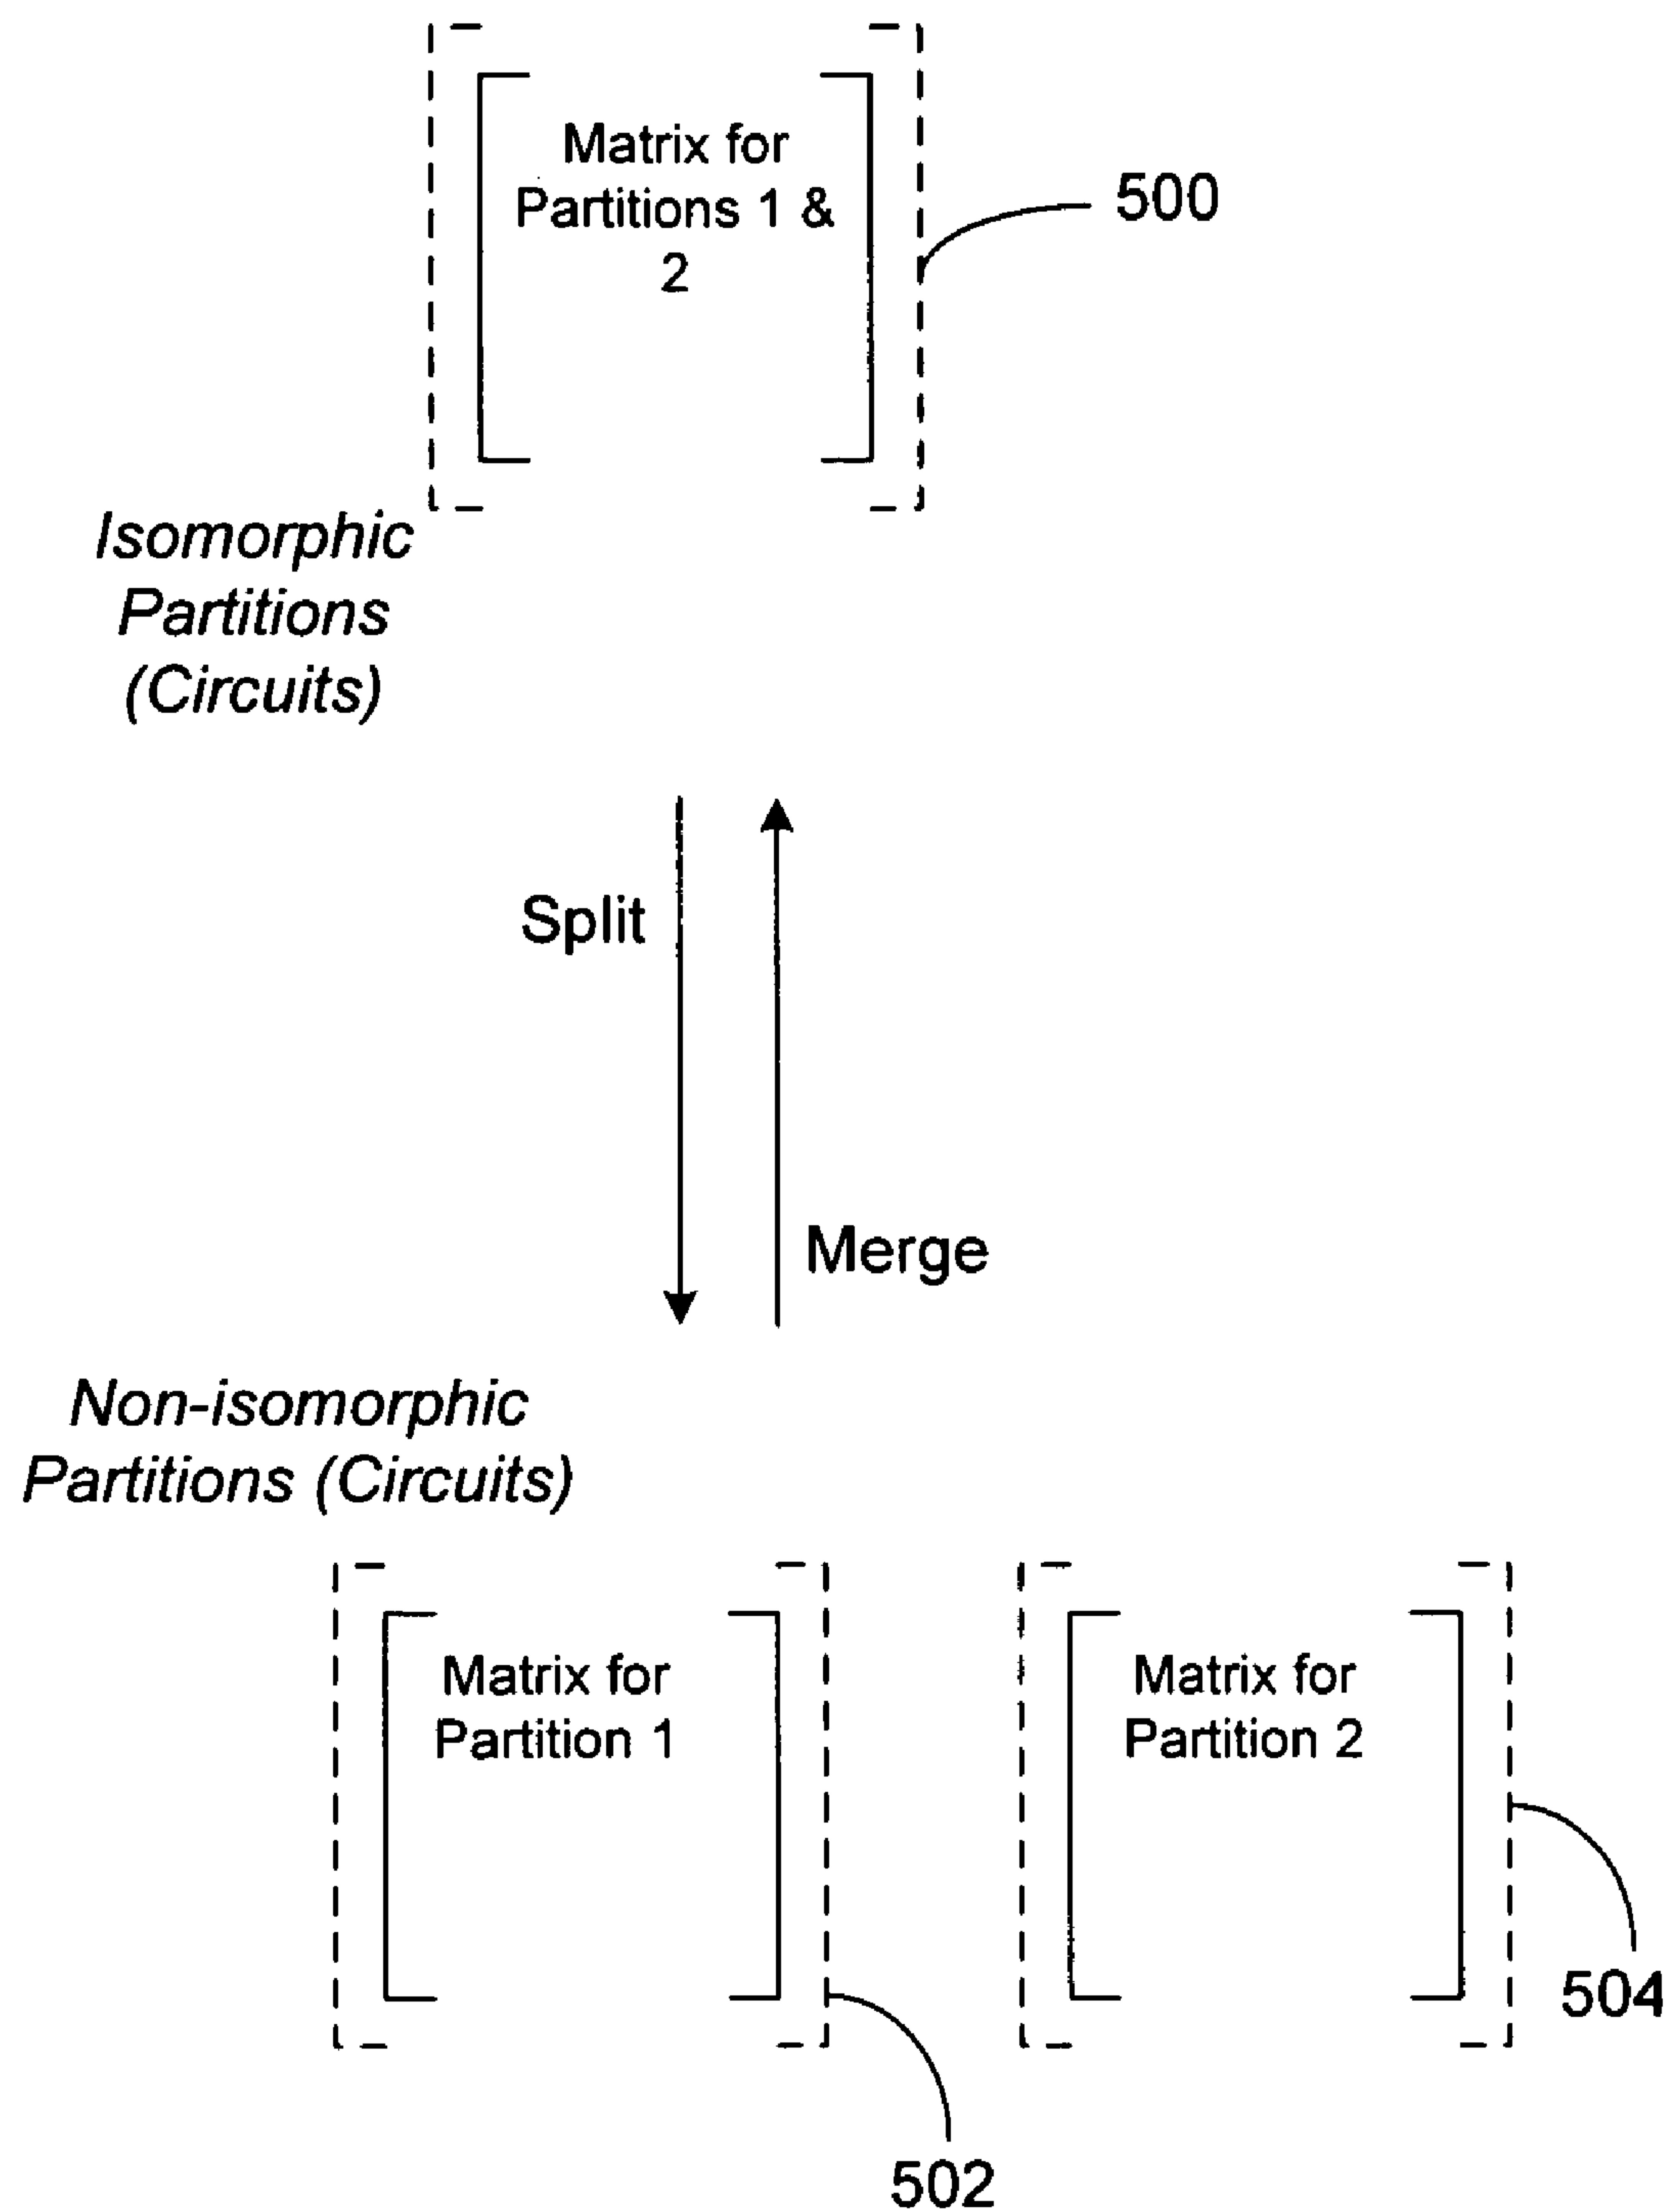 Matrix for
Partitions 1 &
2
500
Isomorphic
Partitions
(Circuits)
Split
Merge
Non-isomorphic
Partitions (Circuits)
Matrix for
Partition 1
Matrix for
Partition 2
504
502